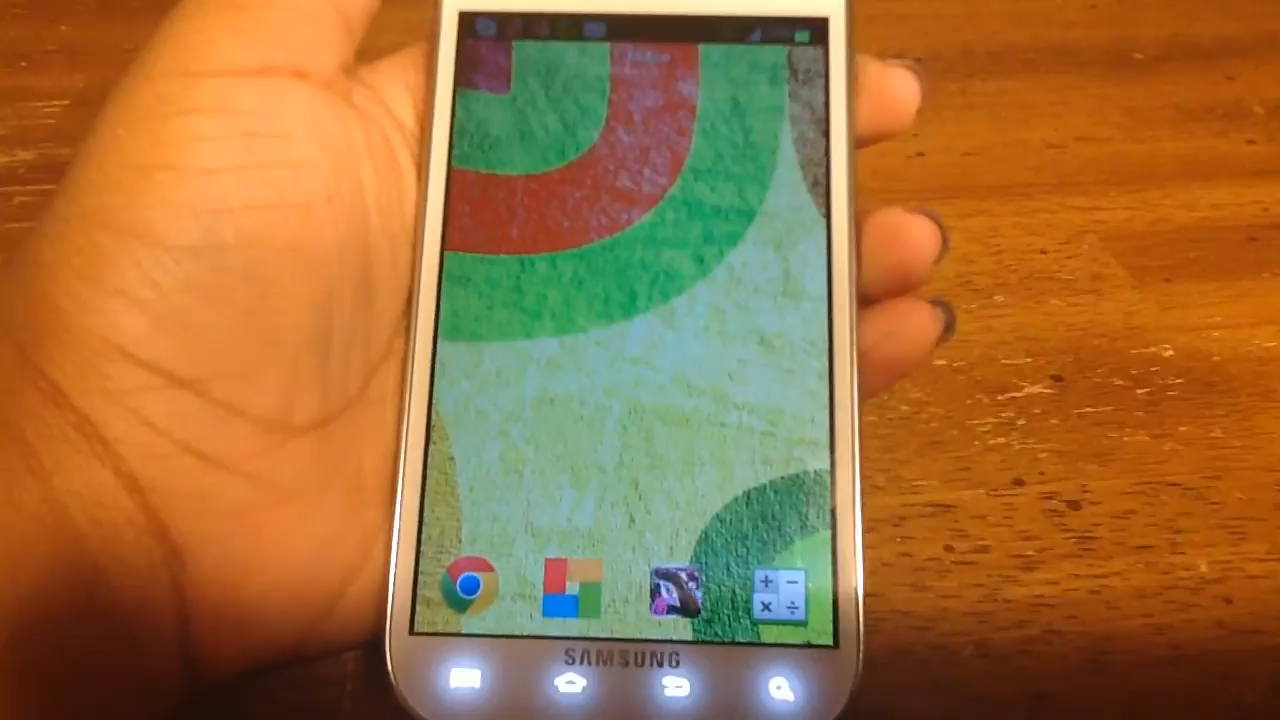 SAMSUNG
+ −
× ÷